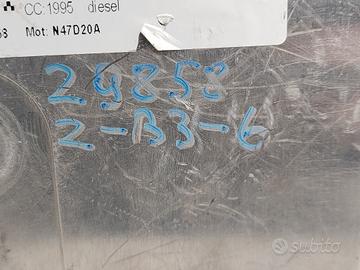 CC: 1995 diesel
Mot: N47D20A
29858
2-B3-6
subito